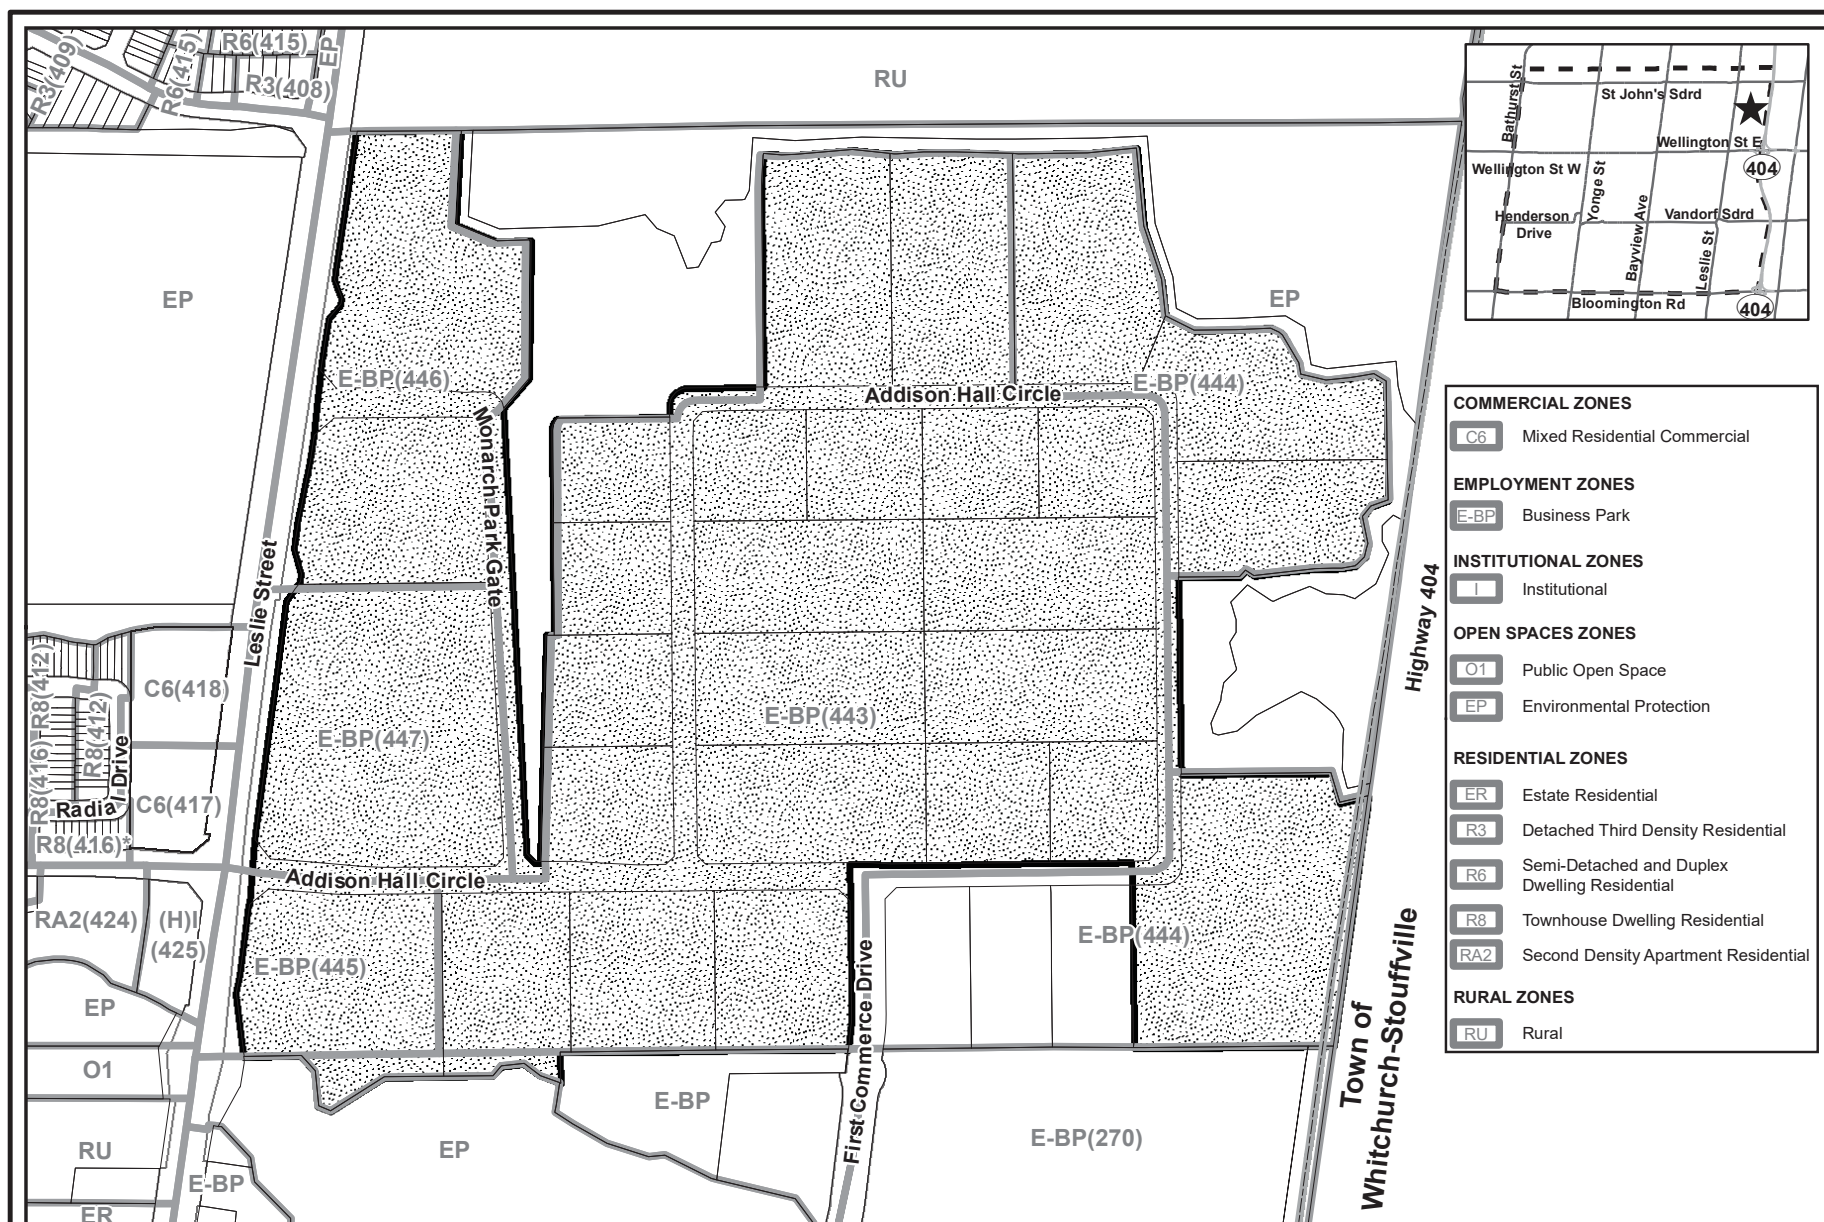 R3(409)
R6(415)
R6(415)
R3(408)
EP
RU
EP
EP
E-BP(446)
E-BP(444)
Addison Hall Circle
Monarch Park Gate
Leslie Street
Highway 404
R8(412)
R8(412)
C6(418)
E-BP(443)
E-BP(447)
R8(416)
Radial Drive
C6(417)
R8(416)*
Addison Hall Circle
RA2(424)
(H)I
(425)
E-BP(444)
E-BP(445)
First Commerce Drive
EP
Town of
Whitchurch-Stouffville
O1
E-BP
RU
EP
E-BP(270)
E-BP
ER
Bathurst St
St John's Sdrd
Wellington St E
404
Wellington St W
Yonge St
Bayview Ave
Henderson
Drive
Vandorf Sdrd
Leslie St
Bloomington Rd
404
COMMERCIAL ZONES
C6 Mixed Residential Commercial
EMPLOYMENT ZONES
E-BP Business Park
INSTITUTIONAL ZONES
I Institutional
OPEN SPACES ZONES
O1 Public Open Space
EP Environmental Protection
RESIDENTIAL ZONES
ER Estate Residential
R3 Detached Third Density Residential
R6 Semi-Detached and Duplex
Dwelling Residential
R8 Townhouse Dwelling Residential
RA2 Second Density Apartment Residential
RURAL ZONES
RU Rural